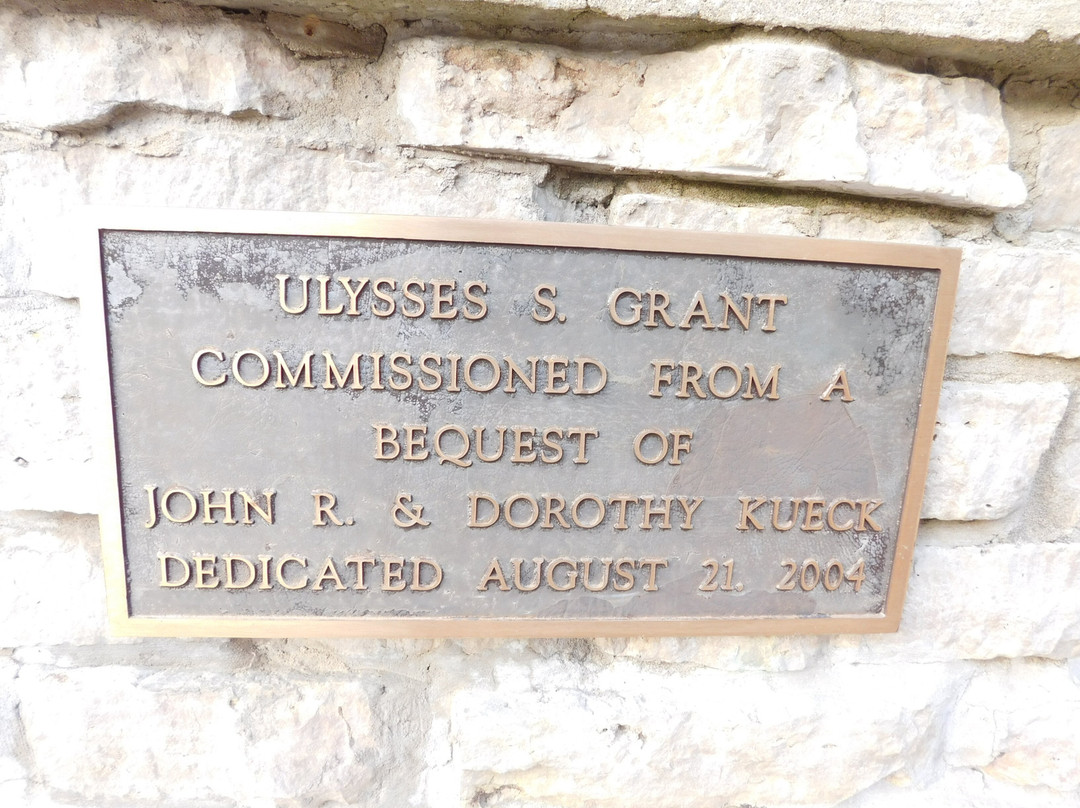 ULYSSES S. GRANT
COMMISSIONED FROM A
BEQUEST OF
JOHN R. & DOROTHY KUECK
DEDICATED AUGUST 21. 2004